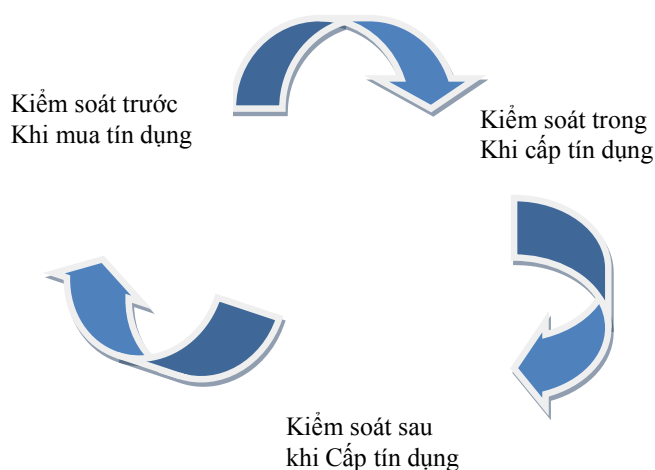 Kiểm soát trước
Khi mua tín dụng
Kiểm soát trong
Khi cấp tín dụng
Kiểm soát sau
khi Cấp tín dụng